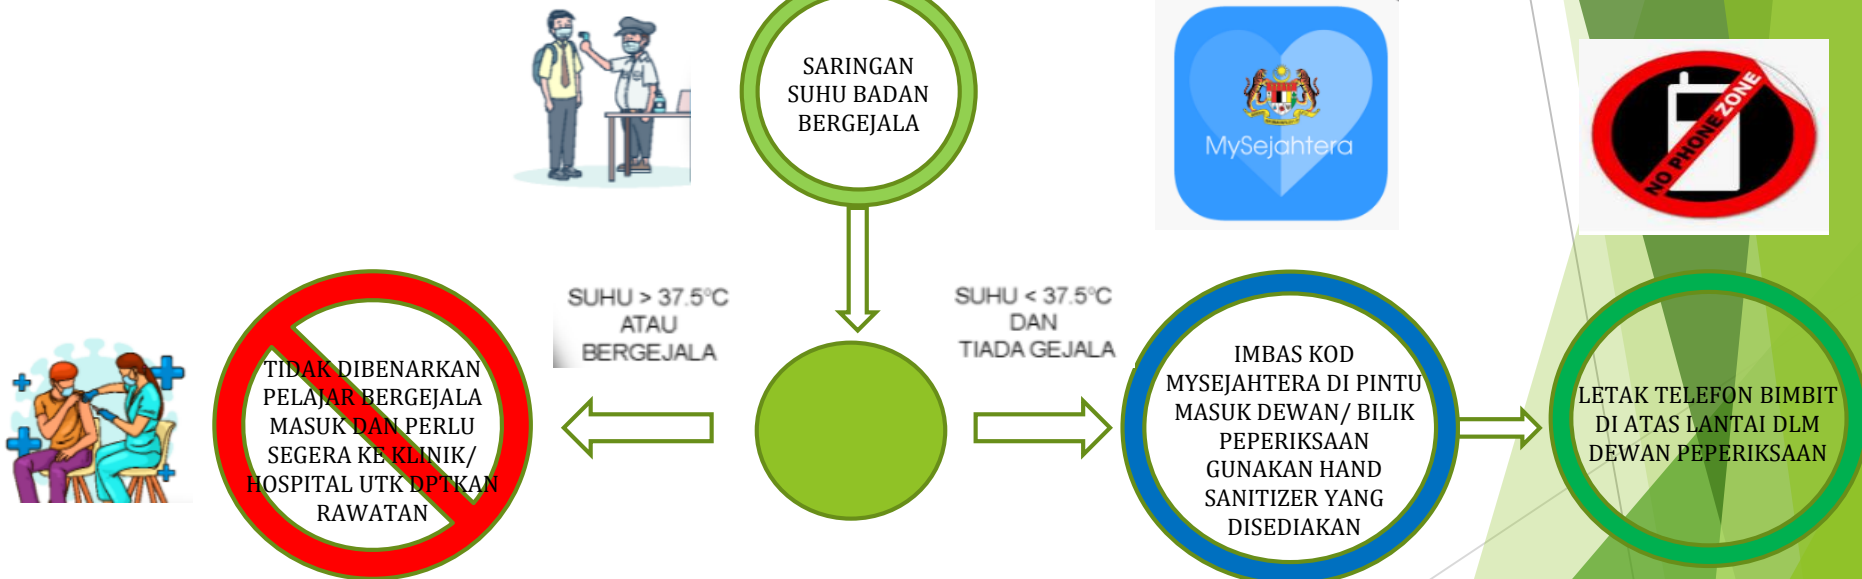 SARINGAN
SUHU BADAN
BERGEJALA
MySejahtera
NO PHONE ZONE
SUHU > 37.5°C
ATAU
BERGEJALA
SUHU < 37.5°C
DAN
TIADA GEJALA
TIDAK DIBENARKAN
PELAJAR BERGEJALA
MASUK DAN PERLU
SEGERA KE KLINIK/
HOSPITAL UTK DPTKAN
RAWATAN
IMBAS KOD
MYSEJAHTERA DI PINTU
MASUK DEWAN/ BILIK
PEPERIKSAAN
GUNAKAN HAND
SANITIZER YANG
DISEDIAKAN
LETAK TELEFON BIMBIT
DI ATAS LANTAI DLM
DEWAN PEPERIKSAAN